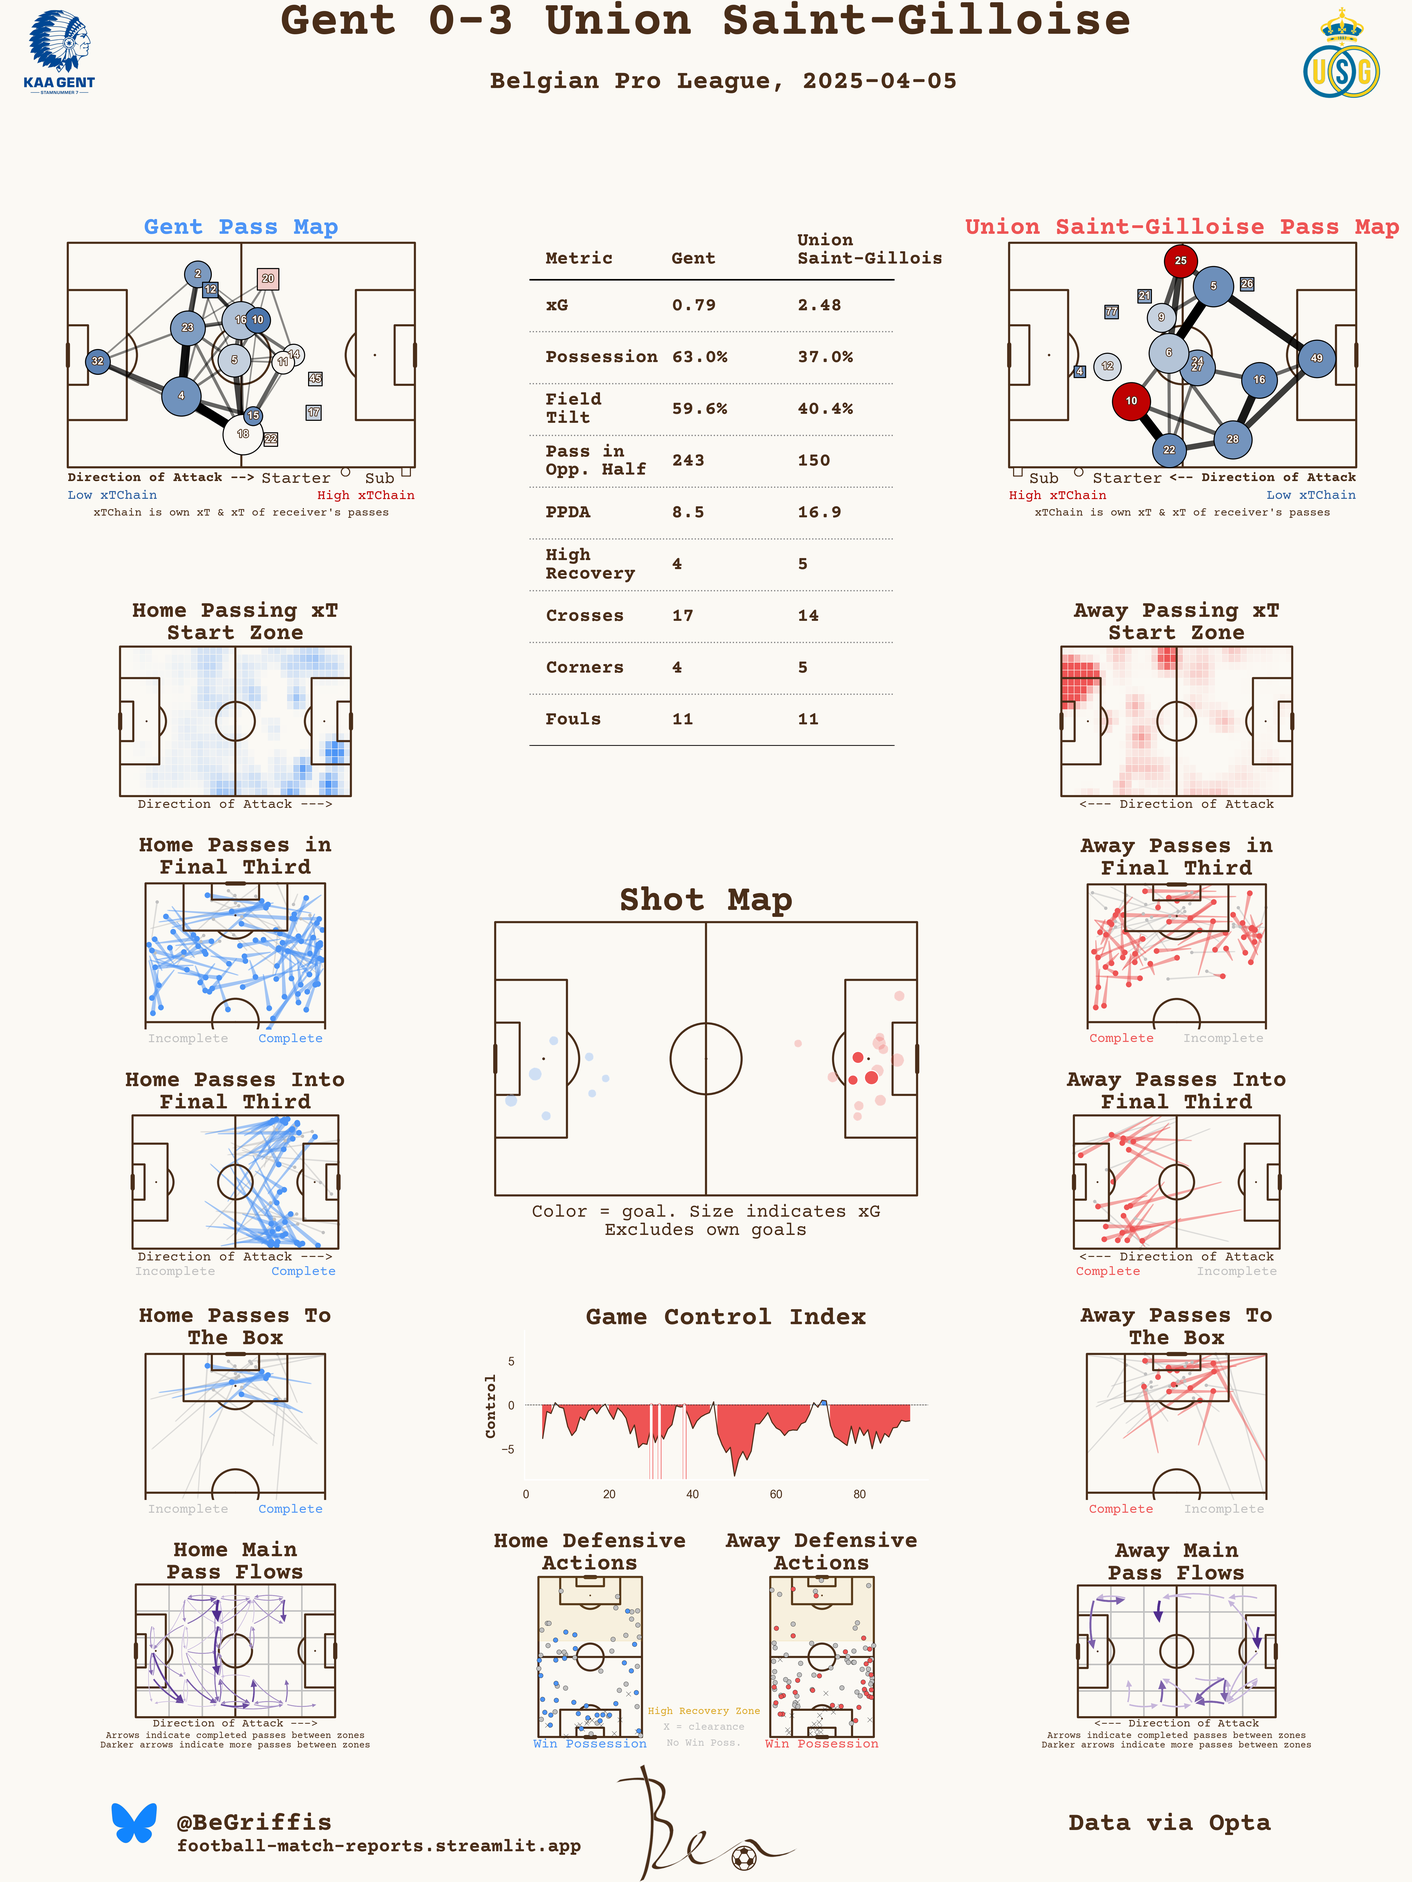 Gent 0-3 Union Saint-Gilloise
Belgian Pro League, 2025-04-05
KAA GENT
STAMNUMMER 7
1897
USG
Gent Pass Map
2
12
20
23
16
10
32
5
14
11
4
45
15
17
18
22
Direction of Attack --> Starter Sub
Low xTChain High xTChain
xTChain is own xT & xT of receiver's passes
Metric Gent Union
Saint-Gillois
xG 0.79 2.48
Possession 63.0% 37.0%
Field
Tilt 59.6% 40.4%
Pass in
Opp. Half 243 150
PPDA 8.5 16.9
High
Recovery 4 5
Crosses 17 14
Corners 4 5
Fouls 11 11
Union Saint-Gilloise Pass Map
25
5
26
21
77
9
6
24
27
49
12
4
16
10
28
22
Sub Starter <-- Direction of Attack
High xTChain Low xTChain
xTChain is own xT & xT of receiver's passes
Home Passing xT
Start Zone
Direction of Attack --->
Away Passing xT
Start Zone
<--- Direction of Attack
Home Passes in
Final Third
Incomplete Complete
Away Passes in
Final Third
Complete Incomplete
Shot Map
Color = goal. Size indicates xG
Excludes own goals
Home Passes Into
Final Third
Direction of Attack --->
Incomplete Complete
Away Passes Into
Final Third
<--- Direction of Attack
Complete Incomplete
Home Passes To
The Box
Incomplete Complete
Game Control Index
Control
5
0
−5
0 20 40 60 80
Away Passes To
The Box
Complete Incomplete
Home Main
Pass Flows
Direction of Attack --->
Arrows indicate completed passes between zones
Darker arrows indicate more passes between zones
Home Defensive
Actions
Win Possession
High Recovery Zone
X = clearance
No Win Poss.
Away Defensive
Actions
Win Possession
Away Main
Pass Flows
<--- Direction of Attack
Arrows indicate completed passes between zones
Darker arrows indicate more passes between zones
@BeGriffis
football-match-reports.streamlit.app
Ben
Data via Opta